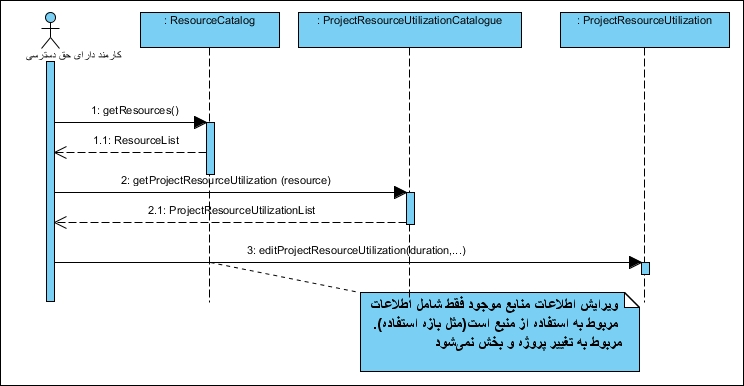 : ResourceCatalog
: ProjectResourceUtilizationCatalogue
: ProjectResourceUtilization
کارمند دارای حق دسترسی
1: getResources()
1.1: ResourceList
2: getProjectResourceUtilization (resource)
2.1: ProjectResourceUtilizationList
3: editProjectResourceUtilization(duration,...)
ویرایش اطلاعات منابع موجود فقط شامل اطلاعات
مربوط به استفاده از منبع است(مثل بازه استفاده).
مربوط به تغییر پروژه و بخش نمی‌شود